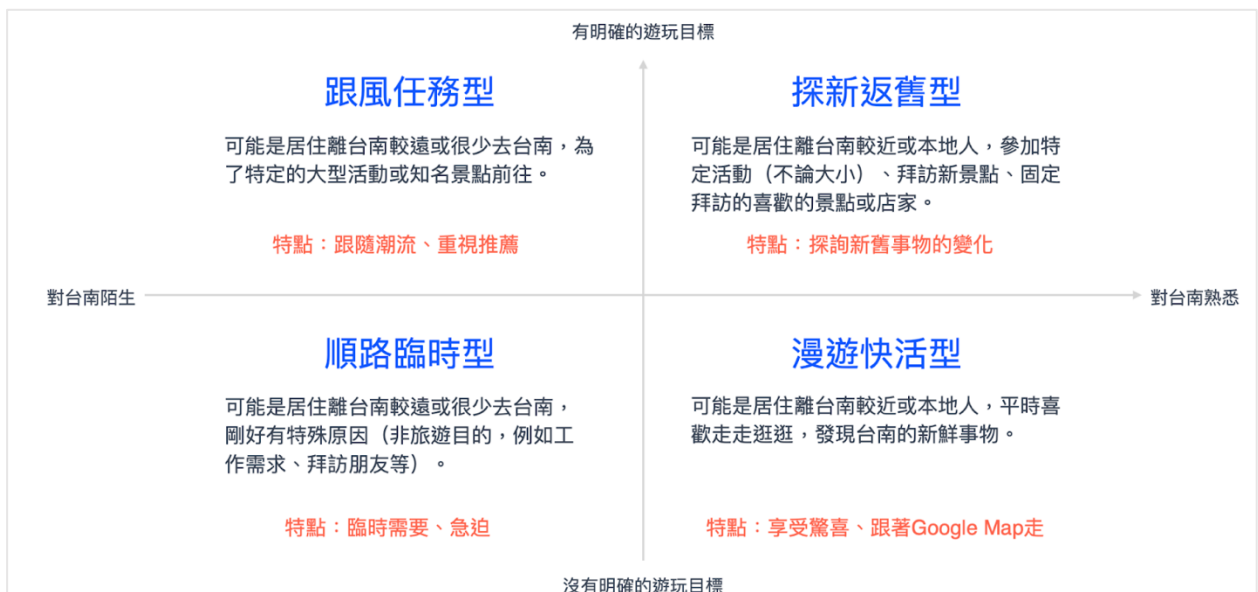 有明確的遊玩目標
跟風任務型
可能是居住離台南較遠或很少去台南，為
了特定的大型活動或知名景點前往。
特點：跟隨潮流、重視推薦
探新返舊型
可能是居住離台南較近或本地人，參加特
定活動（不論大小）、拜訪新景點、固定
拜訪的喜歡的景點或店家。
特點：探詢新舊事物的變化
對台南陌生
對台南熟悉
順路臨時型
可能是居住離台南較遠或很少去台南，
剛好有特殊原因（非旅遊目的，例如工
作需求、拜訪朋友等）。
特點：臨時需要、急迫
漫遊快活型
可能是居住離台南較近或本地人，平時喜
歡走走逛逛，發現台南的新鮮事物。
特點：享受驚喜、跟著Google Map走
沒有明確的遊玩目標